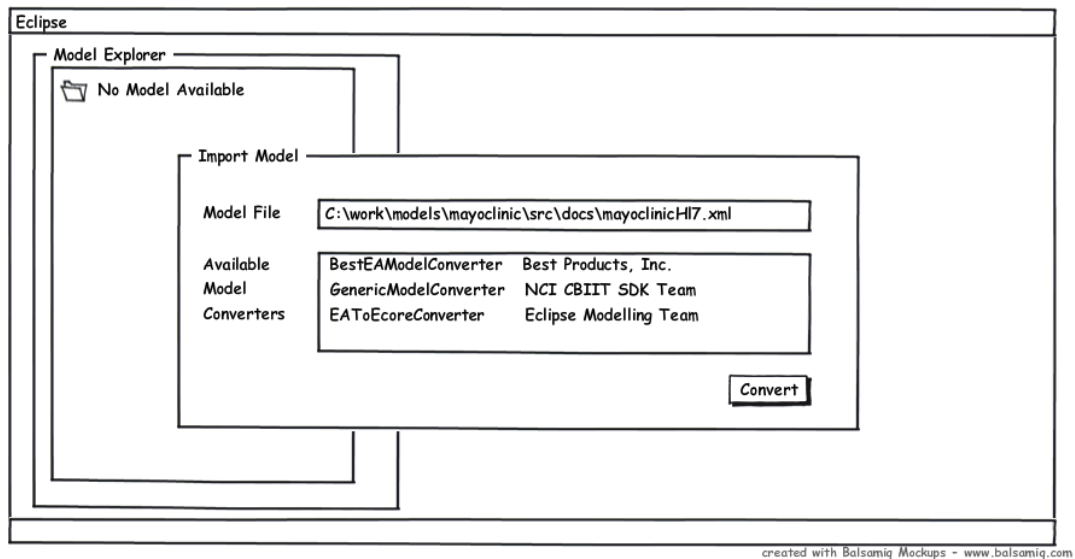 Eclipse
Model Explorer
No Model Available
Import Model
Model File C:\work\models\mayoclinic\src\docs\mayoclinicHl7.xml
Available BestEAModelConverter Best Products, Inc.
Model GenericModelConverter NCI CBIIT SDK Team
Converters EAToEcoreConverter Eclipse Modelling Team
Convert
created with Balsamiq Mockups - www.balsamiq.com